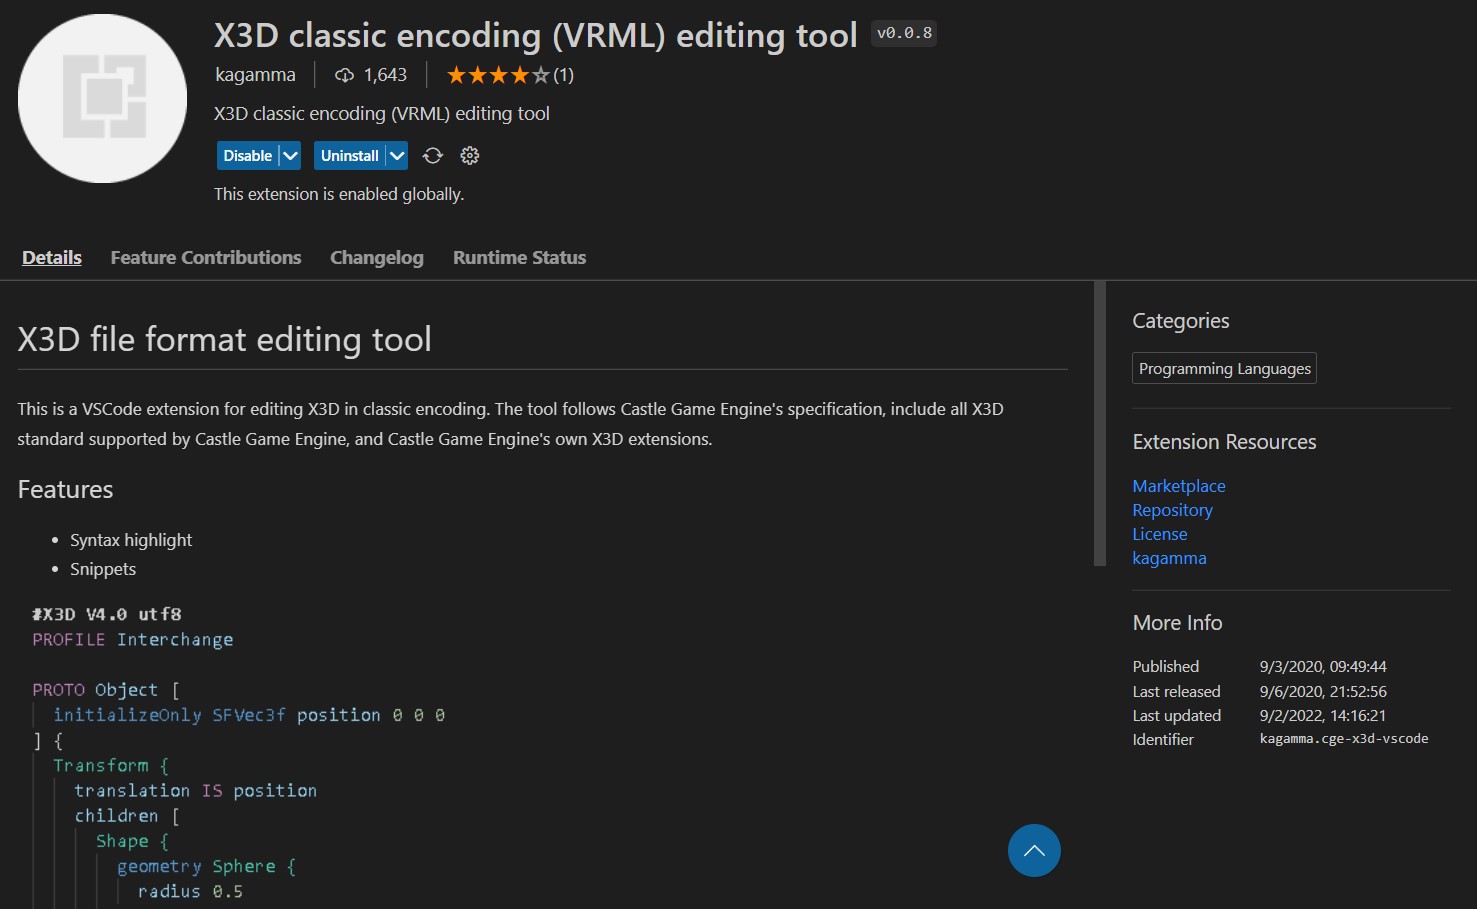 X3D classic encoding (VRML) editing tool v0.0.8
kagamma 1,643 (1)
X3D classic encoding (VRML) editing tool
Disable Uninstall
This extension is enabled globally.
Details Feature Contributions Changelog Runtime Status
X3D file format editing tool
This is a VSCode extension for editing X3D in classic encoding. The tool follows Castle Game Engine's specification, include all X3D
standard supported by Castle Game Engine, and Castle Game Engine's own X3D extensions.
Features
• Syntax highlight
• Snippets
#X3D V4.0 utf8
PROFILE Interchange
PROTO Object [
initializeOnly SFVec3f position 0 0 0
] {
Transform {
translation IS position
children [
Shape {
geometry Sphere {
radius 0.5
Categories
Programming Languages
Extension Resources
Marketplace
Repository
License
kagamma
More Info
Published 9/3/2020, 09:49:44
Last released 9/6/2020, 21:52:56
Last updated 9/2/2022, 14:16:21
Identifier kagamma.cge-x3d-vscode